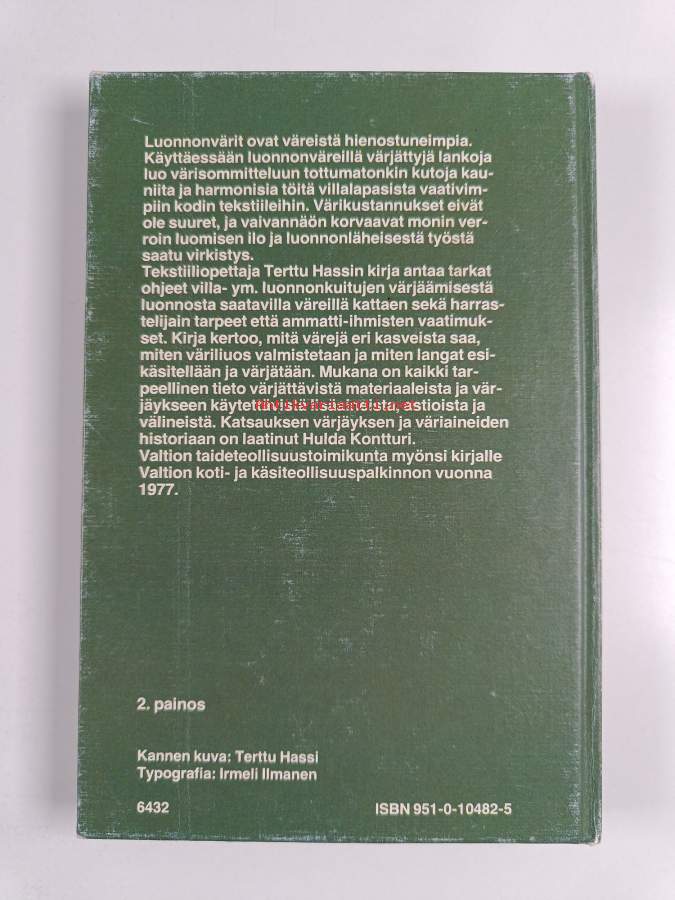 Luonnonvärit ovat väreistä hienostuneimpia.
Käyttäessään luonnonväreillä värjättyjä lankoja
luo värisommitteluun tottumatonkin kutoja kau-
niita ja harmonisia töitä villalapasista vaativim-
piin kodin tekstiileihin. Värikustannukset eivät
ole suuret, ja vaivannäön korvaavat monin ver-
roin luomisen ilo ja luonnonläheisestä työstä
saatu virkistys.
Tekstiiliopettaja Terttu Hassin kirja antaa tarkat
ohjeet villa- ym. luonnonkuitujen värjäämisestä
luonnosta saatavilla väreillä kattaen sekä harras-
telijain tarpeet että ammatti-ihmisten vaatimuk-
set. Kirja kertoo, mitä värejä eri kasveista saa,
miten väriliuos valmistetaan ja miten langat esi-
käsitellään ja värjätään. Mukana on kaikki tar-
peellinen tieto värjättävistä materiaaleista ja vär-
jäykseen käytettävistä lisäaineista, astioista ja
välineistä. Katsauksen värjäyksen ja väriaineiden
historiaan on laatinut Hulda Kontturi.
Valtion taideteollisuustoimikunta myönsi kirjalle
Valtion koti- ja käsiteollisuuspalkinnon vuonna
1977.
2. painos
Kannen kuva: Terttu Hassi
Typografia: Irmeli Ilmanen
6432 ISBN 951-0-10482-5